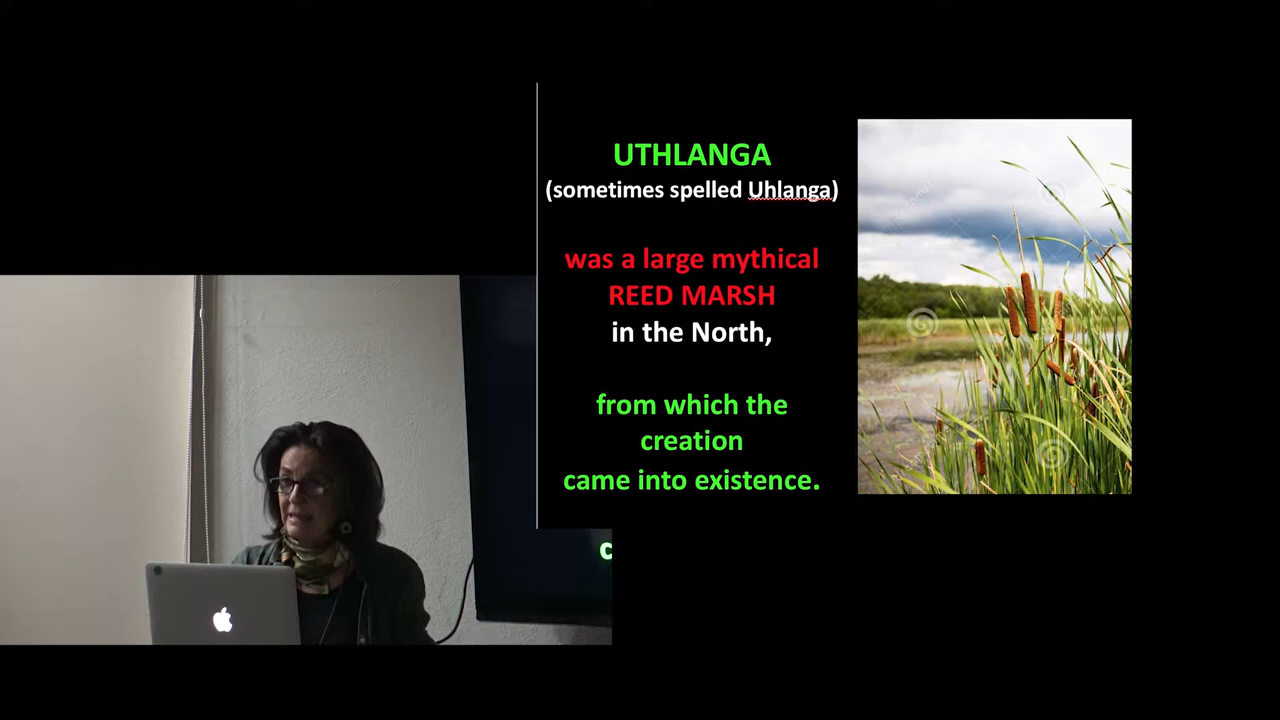 UTHLANGA
(sometimes spelled Uhlanga)
was a large mythical
REED MARSH
in the North,
from which the
creation
came into existence.
c